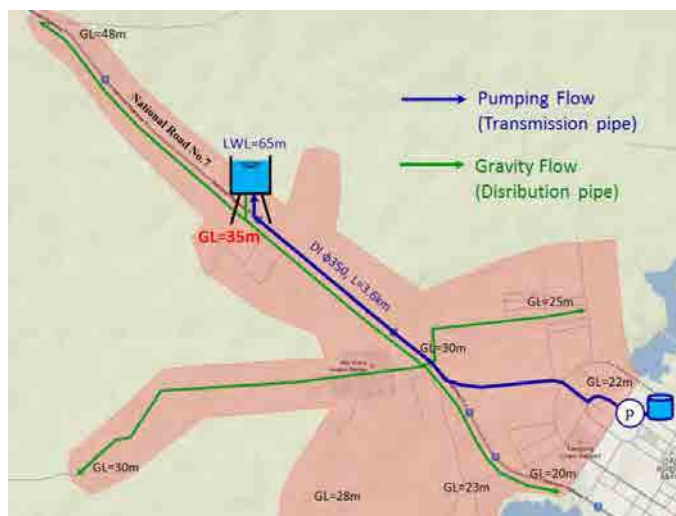 GL=48m
National Road No.7
Pumping Flow
(Transmission pipe)
LWL=65m
Gravity Flow
(Disribution pipe)
GL=35m
DI φ350, L=3.6km
GL=25m
GL=30m
GL=22m
P
GL=30m
GL=20m
GL=23m
GL=28m